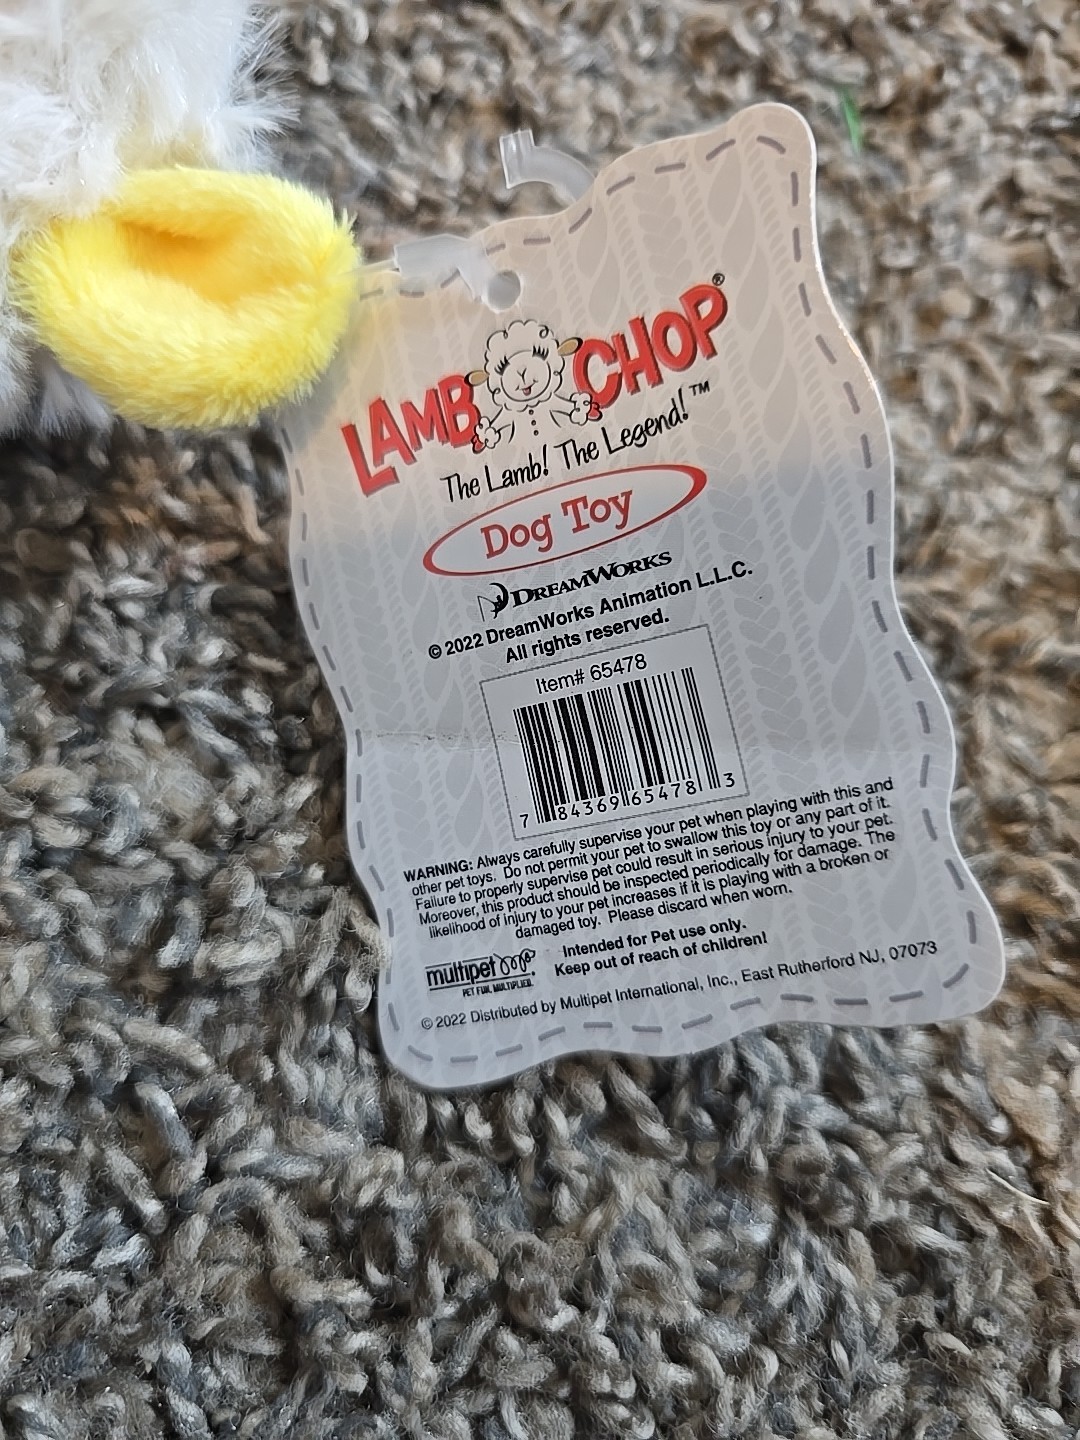 LAMB CHOP®
The Lamb! The Legend!™
Dog Toy
DREAMWORKS
© 2022 DreamWorks Animation L.L.C.
All rights reserved.
Item# 65478
7 84369 65478 3
WARNING: Always carefully supervise your pet when playing with this and
other pet toys. Do not permit your pet to swallow this toy or any part of it.
Failure to properly supervise pet could result in serious injury to your pet.
Moreover, this product should be inspected periodically for damage. The
likelihood of injury to your pet increases if it is playing with a broken or
damaged toy. Please discard when worn.
multipet
PET FUN, MULTIPLIED.
Intended for Pet use only.
Keep out of reach of children!
© 2022 Distributed by Multipet International, Inc., East Rutherford NJ, 07073